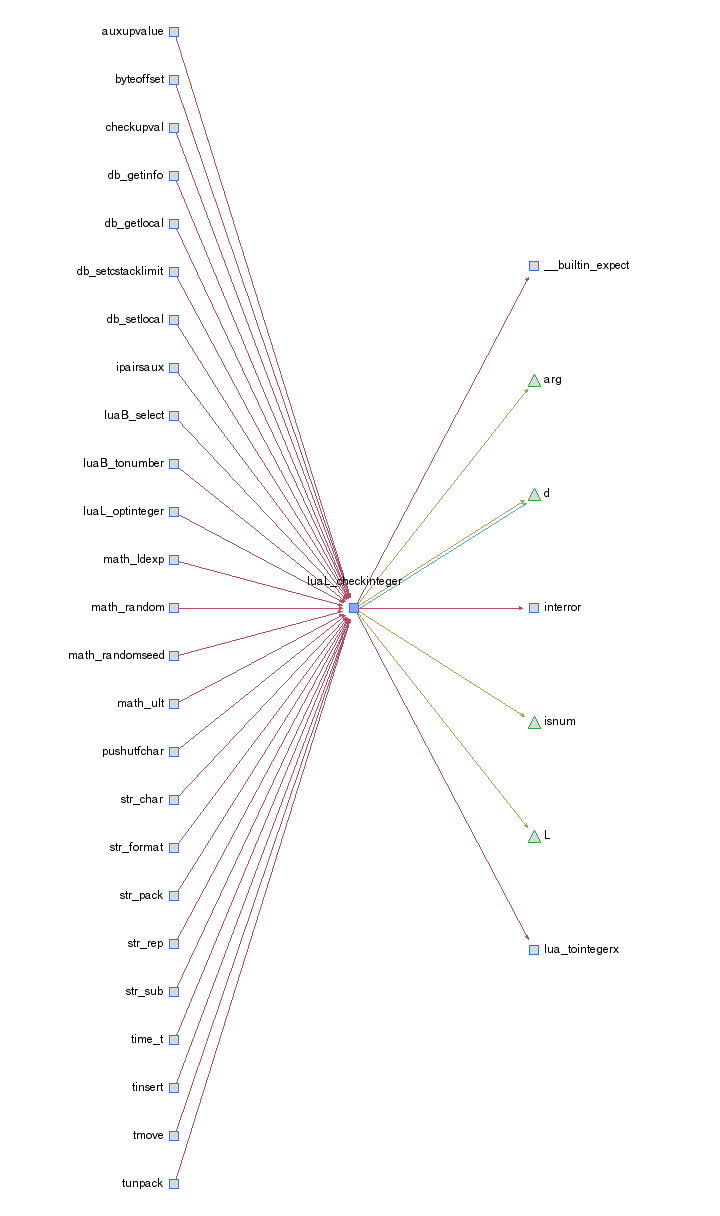 auxupvalue
byteoffset
checkupval
db_getinfo
db_getlocal
db_setcstacklimit
db_setlocal
ipairsaux
luaB_select
luaB_tonumber
luaL_optinteger
math_ldexp
math_random
math_randomseed
math_ult
pushutfchar
str_char
str_format
str_pack
str_rep
str_sub
time_t
tinsert
tmove
tunpack
luaL_checkinteger
__builtin_expect
arg
d
interror
isnum
L
lua_tointegerx